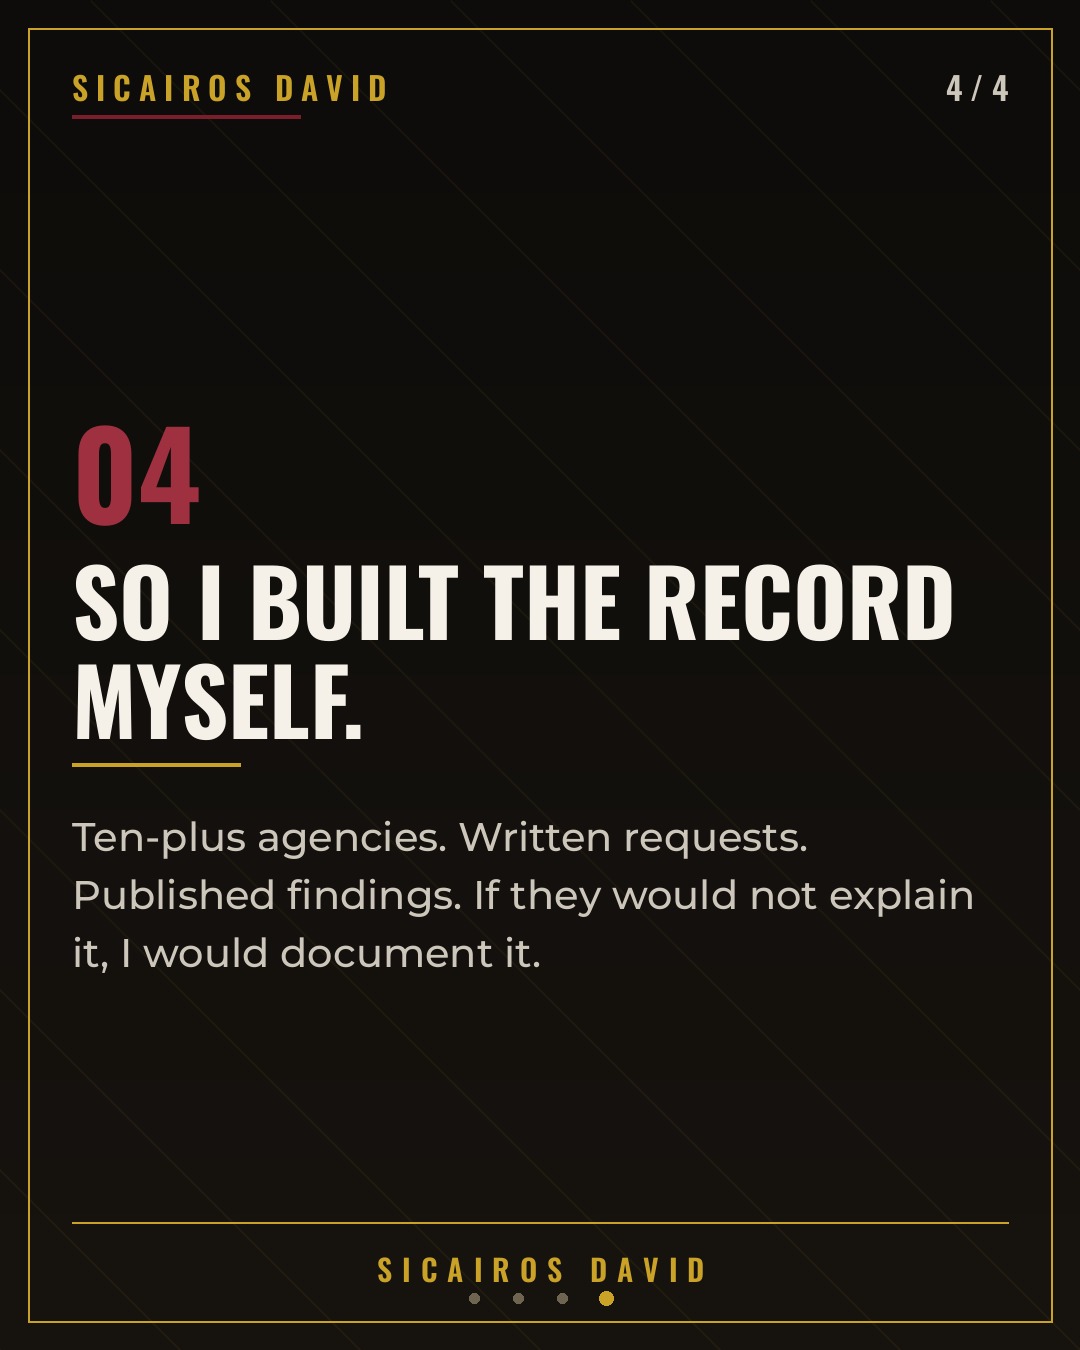 SICAIROS DAVID
4 / 4
04
SO I BUILT THE RECORD
MYSELF.
Ten-plus agencies. Written requests.
Published findings. If they would not explain
it, I would document it.
SICAIROS DAVID